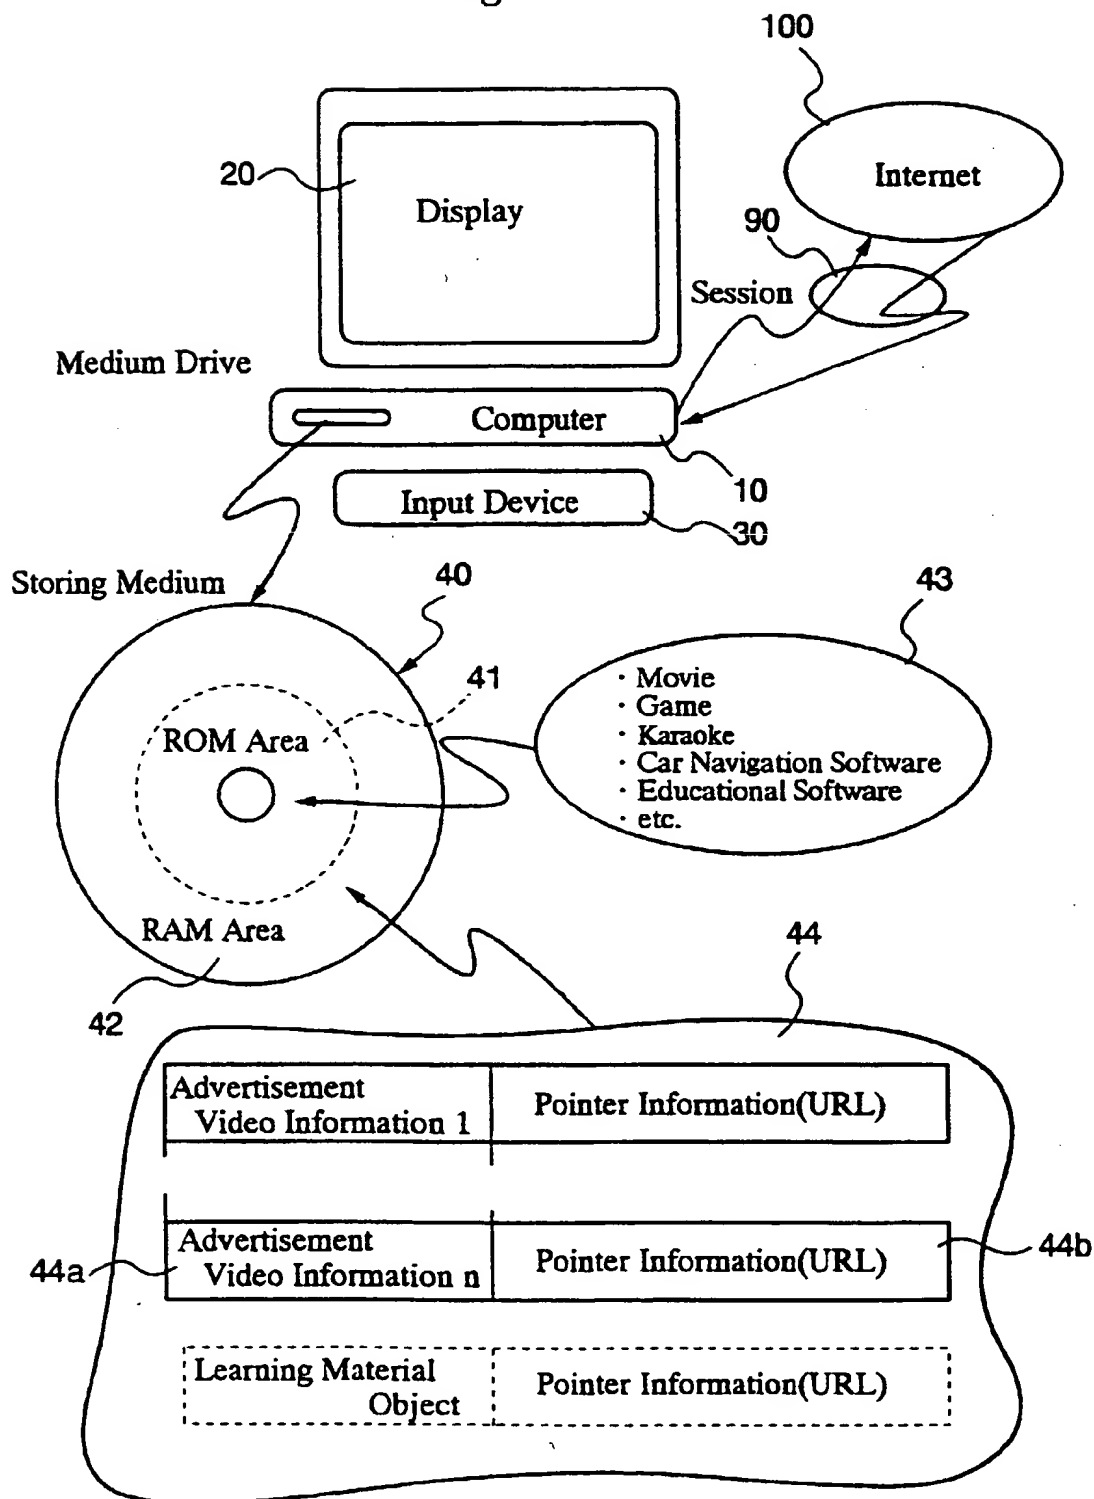 100
20
Display
Internet
90
Session
Medium Drive
Computer
10
Input Device
30
Storing Medium
40
43
41
ROM Area
· Movie
· Game
· Karaoke
· Car Navigation Software
· Educational Software
· etc.
RAM Area
42
44
Advertisement
Video Information 1
Pointer Information(URL)
Advertisement
Video Information n
Pointer Information(URL)
44a
44b
Learning Material
Object
Pointer Information(URL)